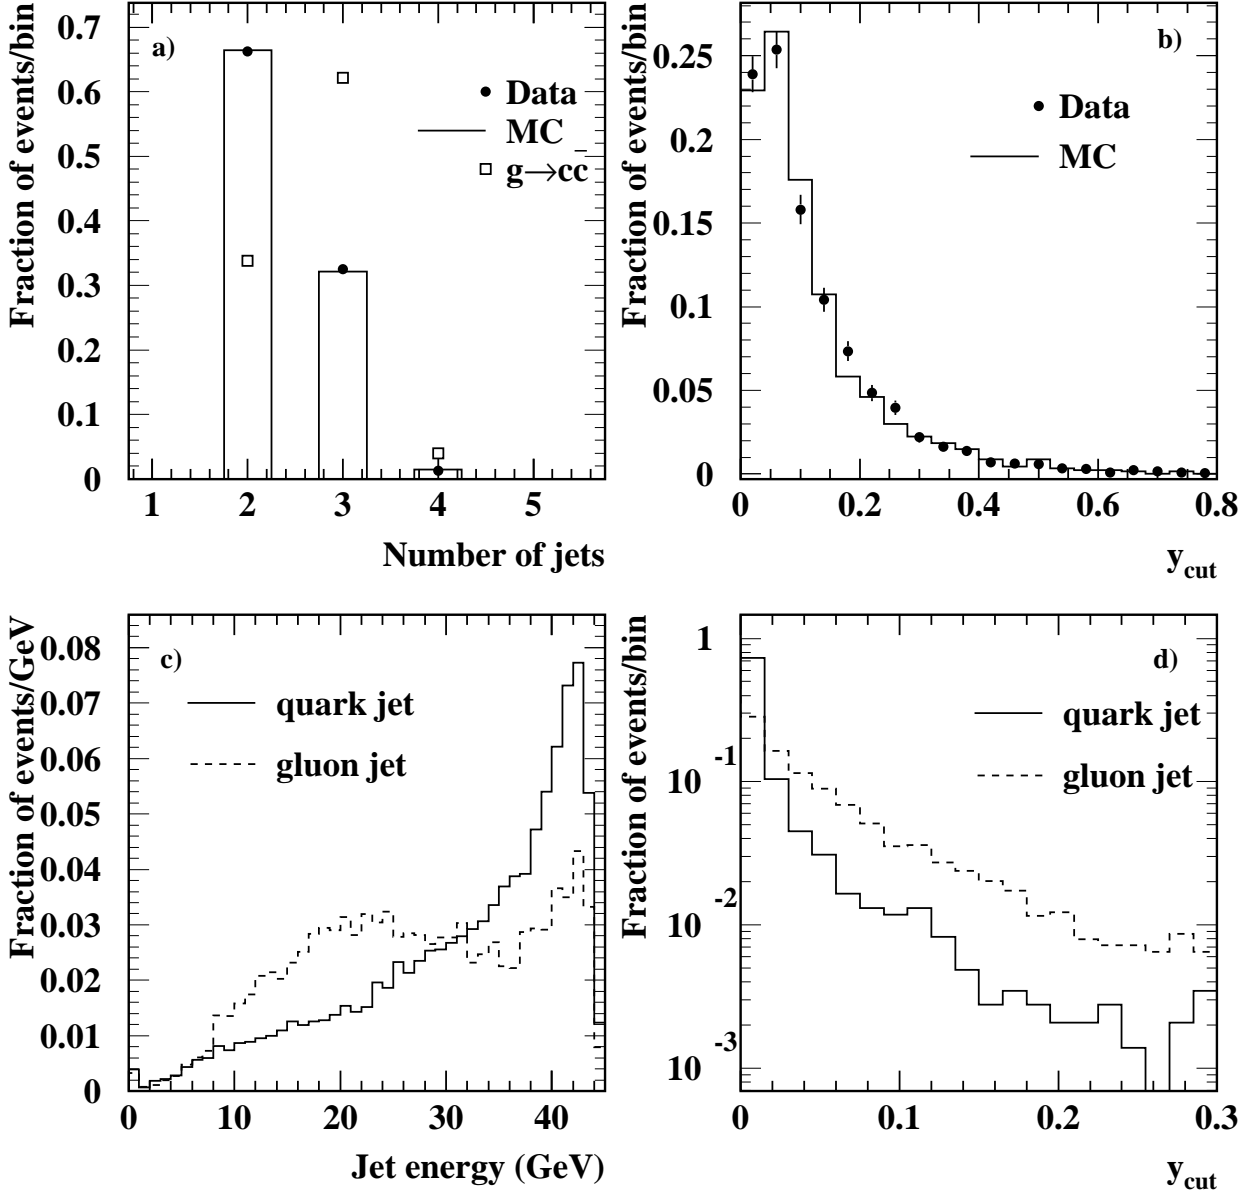 Fraction of events/bin
0.7
0.6
0.5
0.4
0.3
0.2
0.1
0
a)
Data
MC
g→cc̄
1 2 3 4 5
Number of jets
Fraction of events/bin
0.25
0.2
0.15
0.1
0.05
0
b)
Data
MC
0 0.2 0.4 0.6 0.8
y_cut
Fraction of events/GeV
0.08
0.07
0.06
0.05
0.04
0.03
0.02
0.01
0
c)
quark jet
gluon jet
0 10 20 30 40
Jet energy (GeV)
Fraction of events/bin
1
10⁻¹
10⁻²
10⁻³
d)
quark jet
gluon jet
0 0.1 0.2 0.3
y_cut